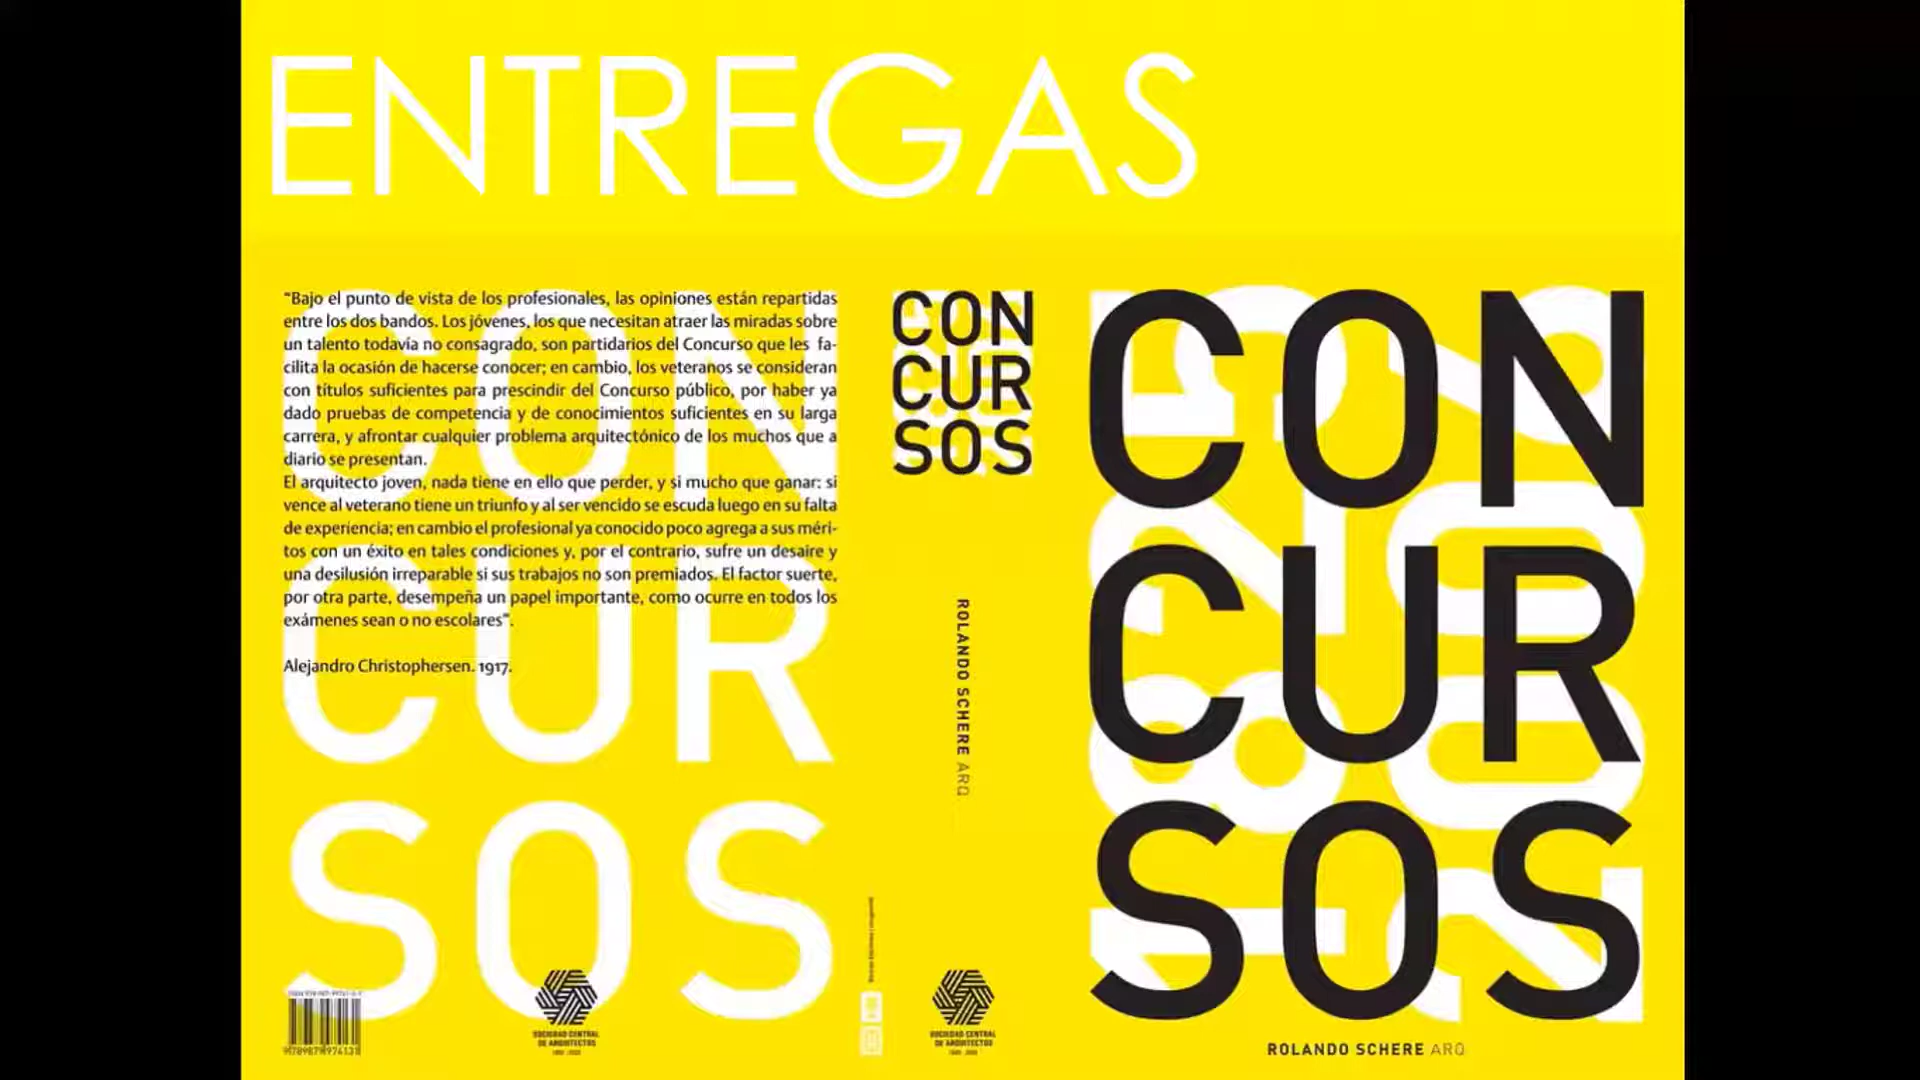 ENTREGAS
“Bajo el punto de vista de los profesionales, las opiniones están repartidas
entre los dos bandos. Los jóvenes, los que necesitan atraer las miradas sobre
un talento todavía no consagrado, son partidarios del Concurso que les fa-
cilita la ocasión de hacerse conocer; en cambio, los veteranos se consideran
con títulos suficientes para prescindir del Concurso público, por haber ya
dado pruebas de competencia y de conocimientos suficientes en su larga
carrera, y afrontar cualquier problema arquitectónico de los muchos que a
diario se presentan.
El arquitecto joven, nada tiene en ello que perder, y si mucho que ganar: si
vence al veterano tiene un triunfo y al ser vencido se escuda luego en su falta
de experiencia; en cambio el profesional ya conocido poco agrega a sus méri-
tos con un éxito en tales condiciones y, por el contrario, sufre un desaire y
una desilusión irreparable si sus trabajos no son premiados. El factor suerte,
por otra parte, desempeña un papel importante, como ocurre en todos los
exámenes sean o no escolares”.
Alejandro Christophersen. 1917.
CON
CUR
SOS
SOCIEDAD CENTRAL
DE ARQUITECTOS
CON
CUR
SOS
ROLANDO SCHERE ARQ
SOCIEDAD CENTRAL
DE ARQUITECTOS
CON
CUR
SOS
1825
2006
ROLANDO SCHERE ARQ